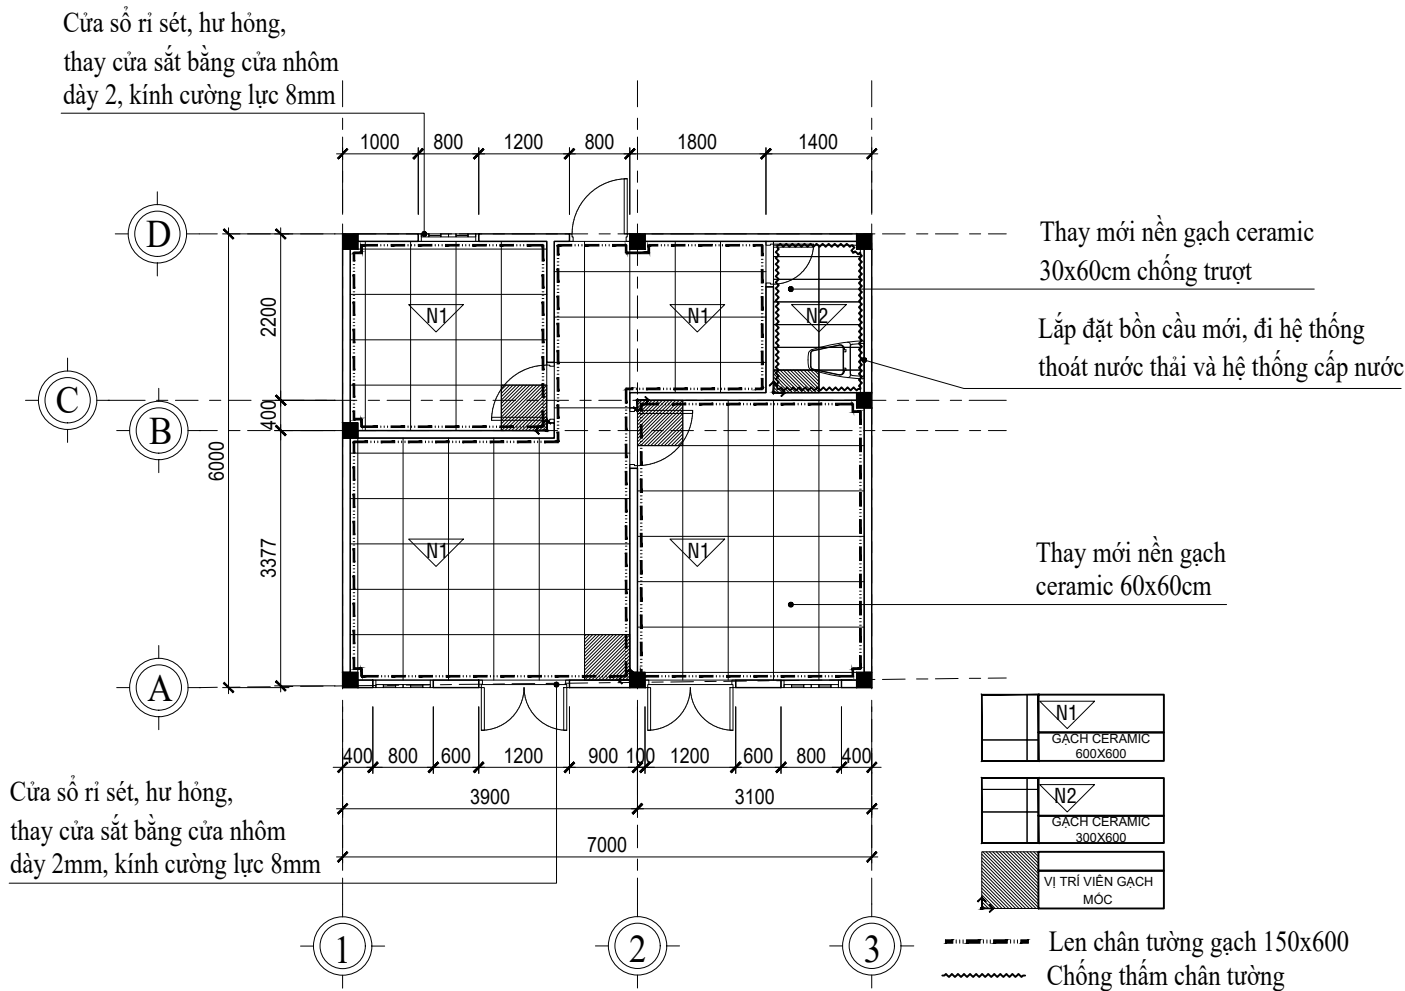 Cửa sổ rỉ sét, hư hỏng,
thay cửa sắt bằng cửa nhôm
dày 2, kính cường lực 8mm
1000 800 1200 800 1800 1400
D
C
B
A
2200
400
6000
3377
N1
N1
N2
N1
N1
Thay mới nền gạch ceramic
30x60cm chống trượt
Lắp đặt bồn cầu mới, đi hệ thống
thoát nước thải và hệ thống cấp nước
Thay mới nền gạch
ceramic 60x60cm
400 800 600 1200 900 100 1200 600 800 400
3900 3100
7000
Cửa sổ rỉ sét, hư hỏng,
thay cửa sắt bằng cửa nhôm
dày 2mm, kính cường lực 8mm
1 2 3
N1
GẠCH CERAMIC
600X600
N2
GẠCH CERAMIC
300X600
VỊ TRÍ VIÊN GẠCH
MỐC
Len chân tường gạch 150x600
Chống thấm chân tường